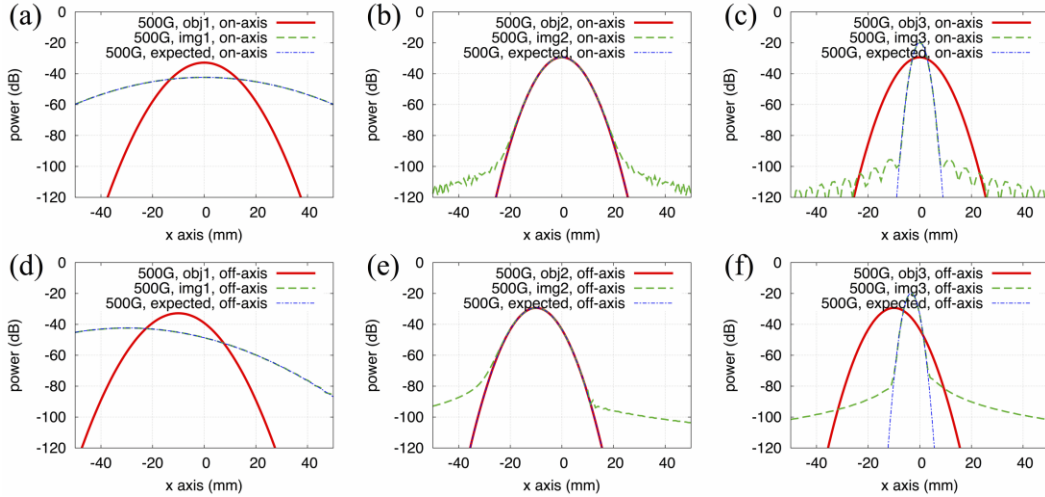 (a)
500G, obj1, on-axis
500G, img1, on-axis
500G, expected, on-axis
power (dB)
0
-20
-40
-60
-80
-100
-120
-40
-20
0
20
40
x axis (mm)
(b)
500G, obj2, on-axis
500G, img2, on-axis
500G, expected, on-axis
power (dB)
0
-20
-40
-60
-80
-100
-120
-40
-20
0
20
40
x axis (mm)
(c)
500G, obj3, on-axis
500G, img3, on-axis
500G, expected, on-axis
power (dB)
0
-20
-40
-60
-80
-100
-120
-40
-20
0
20
40
x axis (mm)
(d)
500G, obj1, off-axis
500G, img1, off-axis
500G, expected, off-axis
power (dB)
0
-20
-40
-60
-80
-100
-120
-40
-20
0
20
40
x axis (mm)
(e)
500G, obj2, off-axis
500G, img2, off-axis
500G, expected, off-axis
power (dB)
0
-20
-40
-60
-80
-100
-120
-40
-20
0
20
40
x axis (mm)
(f)
500G, obj3, off-axis
500G, img3, off-axis
500G, expected, off-axis
power (dB)
0
-20
-40
-60
-80
-100
-120
-40
-20
0
20
40
x axis (mm)